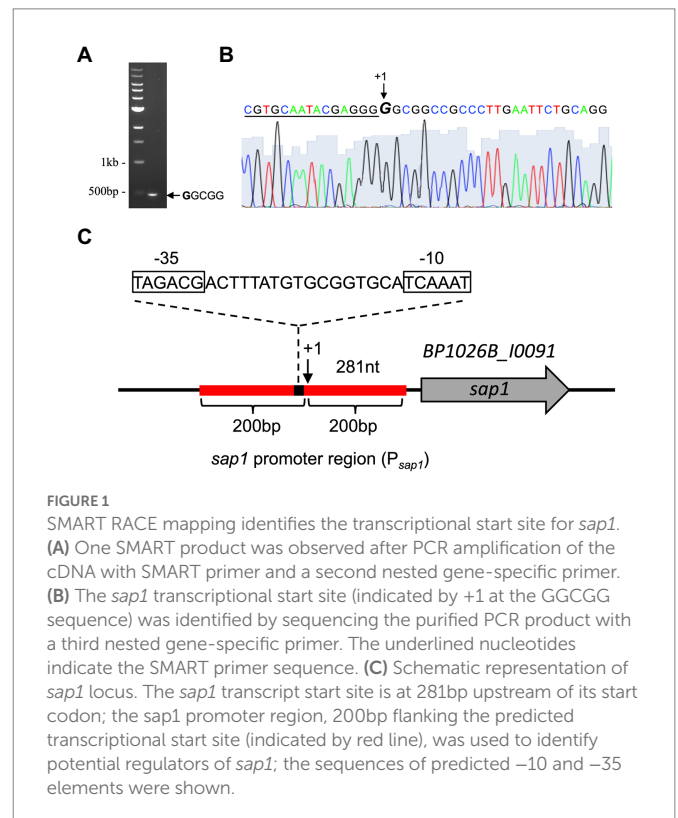 A
B
+1
CGTGCAATACGAGGGGGCGGCCGCCCTTGAATTCTGCAGG
1kb -
500bp -
GGCGG
C
-35
-10
TAGACGACTTTATGTGCGGTGCATCAAAT
+1
281nt
BP1026B_I0091
sap1
200bp
200bp
sap1 promoter region (Psap1)
FIGURE 1
SMART RACE mapping identifies the transcriptional start site for sap1.
(A) One SMART product was observed after PCR amplification of the
cDNA with SMART primer and a second nested gene-specific primer.
(B) The sap1 transcriptional start site (indicated by +1 at the GGCGG
sequence) was identified by sequencing the purified PCR product with
a third nested gene-specific primer. The underlined nucleotides
indicate the SMART primer sequence. (C) Schematic representation of
sap1 locus. The sap1 transcript start site is at 281bp upstream of its start
codon; the sap1 promoter region, 200bp flanking the predicted
transcriptional start site (indicated by red line), was used to identify
potential regulators of sap1; the sequences of predicted −10 and −35
elements were shown.